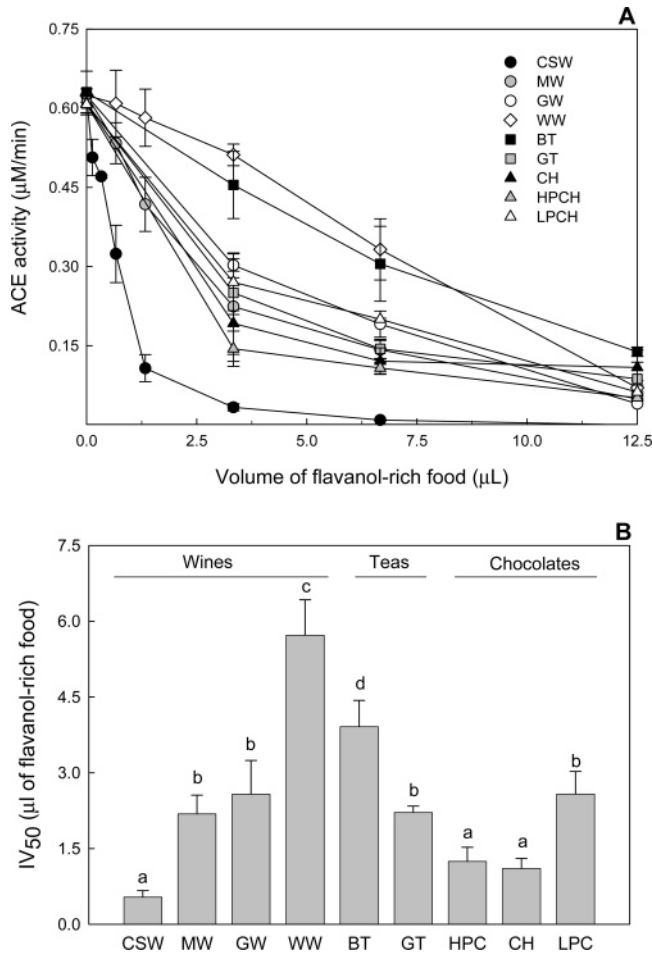 A
ACE activity (μM/min)
0.75
0.60
0.45
0.30
0.15
CSW
MW
GW
WW
BT
GT
CH
HPCH
LPCH
0.0 2.5 5.0 7.5 10.0 12.5
Volume of flavanol-rich food (μL)
B
IV50 (μl of flavanol-rich food)
7.5
6.0
4.5
3.0
1.5
0.0
Wines Teas Chocolates
a b b c d b a a b
CSW MW GW WW BT GT HPC CH LPC